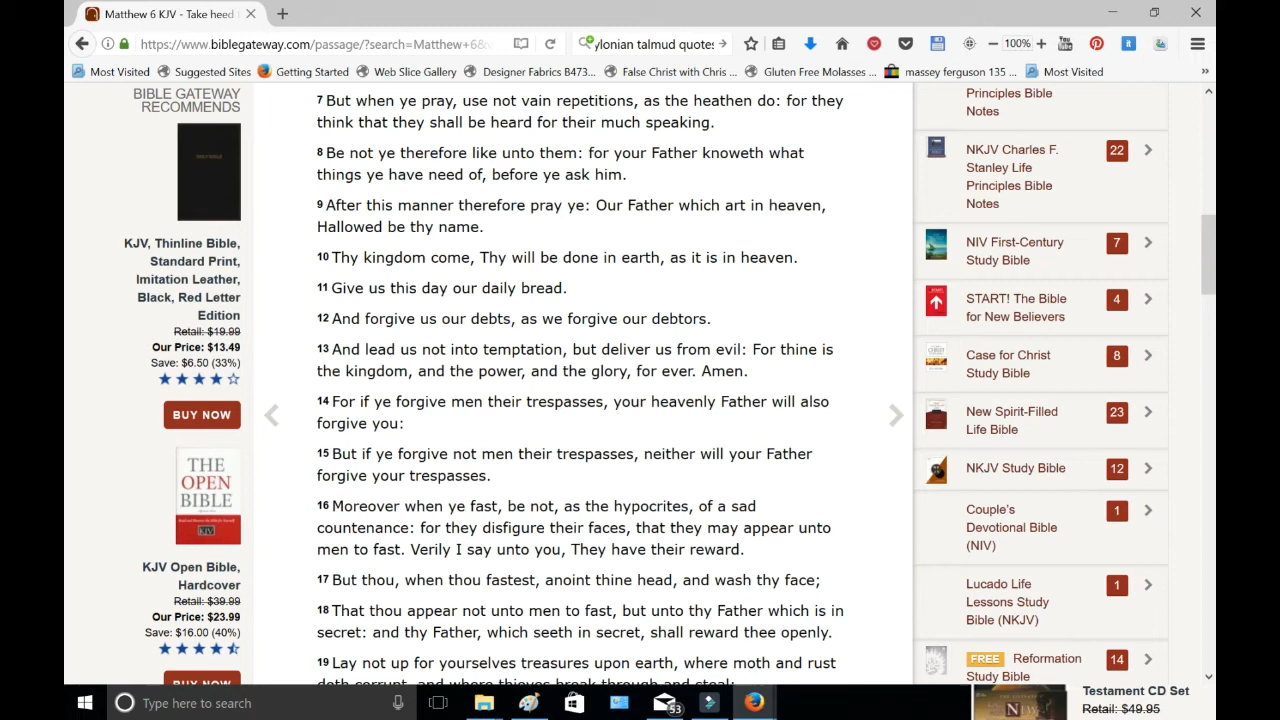 Matthew 6 KJV - Take heed
https://www.biblegateway.com/passage/?search=Matthew+6&
ylonian talmud quotes
100%
You
Tube
Most Visited
Suggested Sites
Getting Started
Web Slice Gallery
Designer Fabrics B473...
False Christ with Chris ...
Gluten Free Molasses ...
massey ferguson 135 ...
Most Visited
BIBLE GATEWAY
RECOMMENDS
KJV, Thinline Bible,
Standard Print,
Imitation Leather,
Black, Red Letter
Edition
Retail: $19.99
Our Price: $13.49
Save: $6.50 (33%)
BUY NOW
THE
OPEN
BIBLE
KJV
KJV Open Bible,
Hardcover
Retail: $39.99
Our Price: $23.99
Save: $16.00 (40%)
BUY NOW
7 But when ye pray, use not vain repetitions, as the heathen do: for they
think that they shall be heard for their much speaking.
8 Be not ye therefore like unto them: for your Father knoweth what
things ye have need of, before ye ask him.
9 After this manner therefore pray ye: Our Father which art in heaven,
Hallowed be thy name.
10 Thy kingdom come, Thy will be done in earth, as it is in heaven.
11 Give us this day our daily bread.
12 And forgive us our debts, as we forgive our debtors.
13 And lead us not into temptation, but deliver us from evil: For thine is
the kingdom, and the power, and the glory, for ever. Amen.
14 For if ye forgive men their trespasses, your heavenly Father will also
forgive you:
15 But if ye forgive not men their trespasses, neither will your Father
forgive your trespasses.
16 Moreover when ye fast, be not, as the hypocrites, of a sad
countenance: for they disfigure their faces, that they may appear unto
men to fast. Verily I say unto you, They have their reward.
17 But thou, when thou fastest, anoint thine head, and wash thy face;
18 That thou appear not unto men to fast, but unto thy Father which is in
secret: and thy Father, which seeth in secret, shall reward thee openly.
19 Lay not up for yourselves treasures upon earth, where moth and rust
doth corrupt, and where thieves break through and steal:
Principles Bible
Notes
NKJV Charles F.
Stanley Life
Principles Bible
Notes
22
NIV First-Century
Study Bible
7
START! The Bible
for New Believers
4
Case for Christ
Study Bible
8
New Spirit-Filled
Life Bible
23
NKJV Study Bible
12
Couple's
Devotional Bible
(NIV)
1
Lucado Life
Lessons Study
Bible (NKJV)
1
FREE Reformation
Study Bible
14
Type here to search
53
Testament CD Set
Retail: $49.95